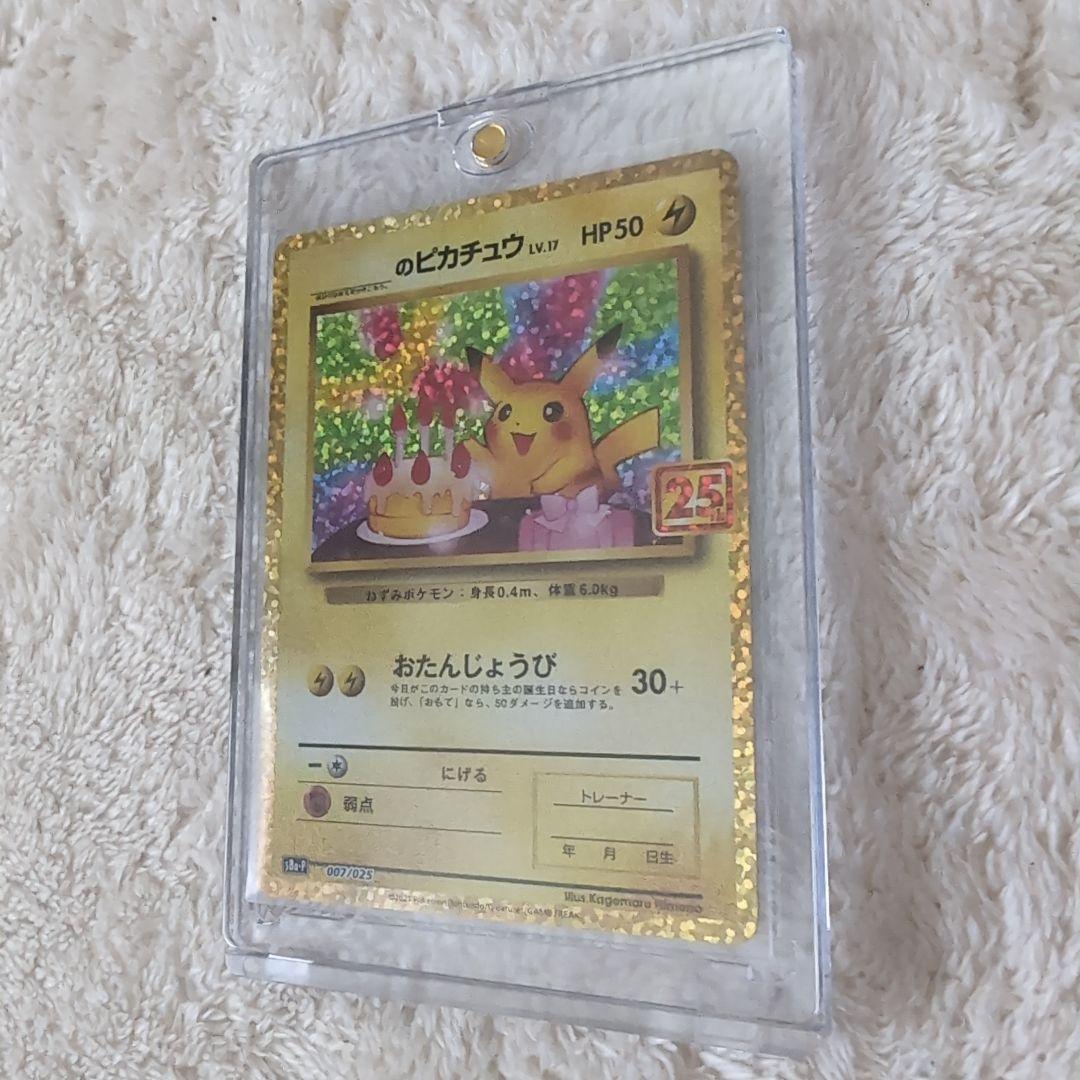 のピカチュウ LV.17 HP50
25
ねずみポケモン：身長0.4m、体重6.0kg
おたんじょうび 30+
今日がこのカードの持ち主の誕生日ならコインを
投げ、「おもて」なら、50ダメージを追加する。
にげる
弱点
トレーナー
年 月 日生
s8a-P 007/025
Illus. Kagemaru Himeno